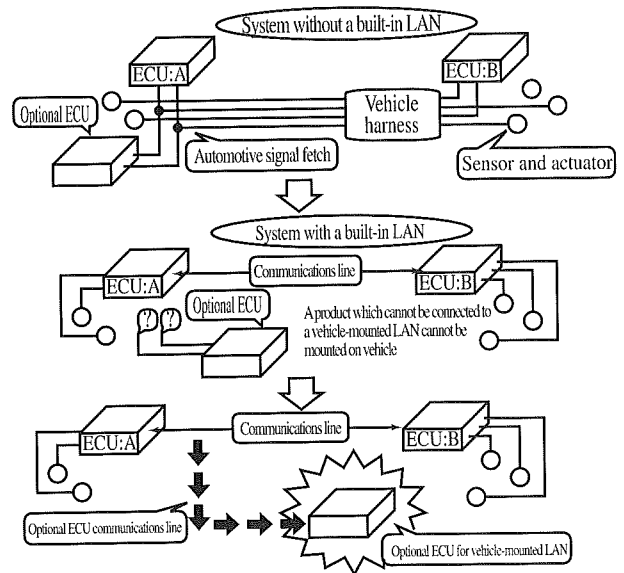 System without a built-in LAN
ECU:A
ECU:B
Optional ECU
Vehicle
harness
Automotive signal fetch
Sensor and actuator
System with a built-in LAN
ECU:A
Communications line
ECU:B
Optional ECU
? ?
A product which cannot be connected to
a vehicle-mounted LAN cannot be
mounted on vehicle
ECU:A
Communications line
ECU:B
Optional ECU communications line
Optional ECU for vehicle-mounted LAN